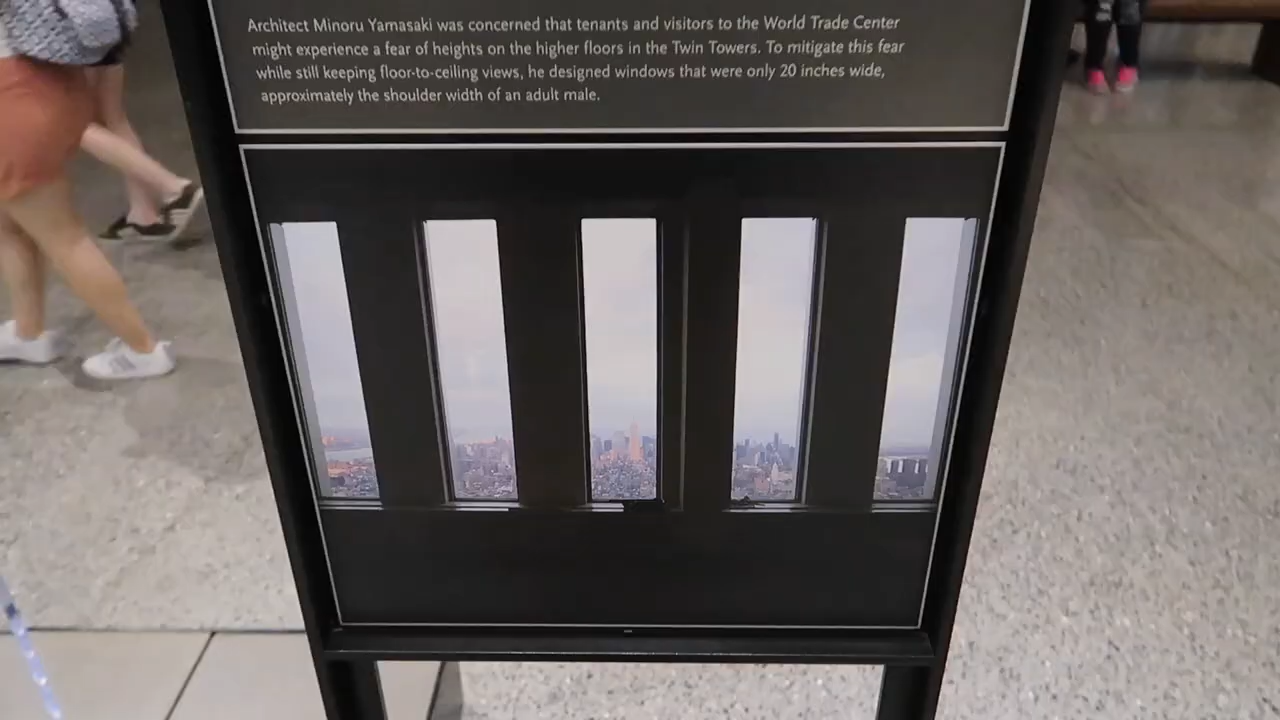 Architect Minoru Yamasaki was concerned that tenants and visitors to the World Trade Center
might experience a fear of heights on the higher floors in the Twin Towers. To mitigate this fear
while still keeping floor-to-ceiling views, he designed windows that were only 20 inches wide,
approximately the shoulder width of an adult male.